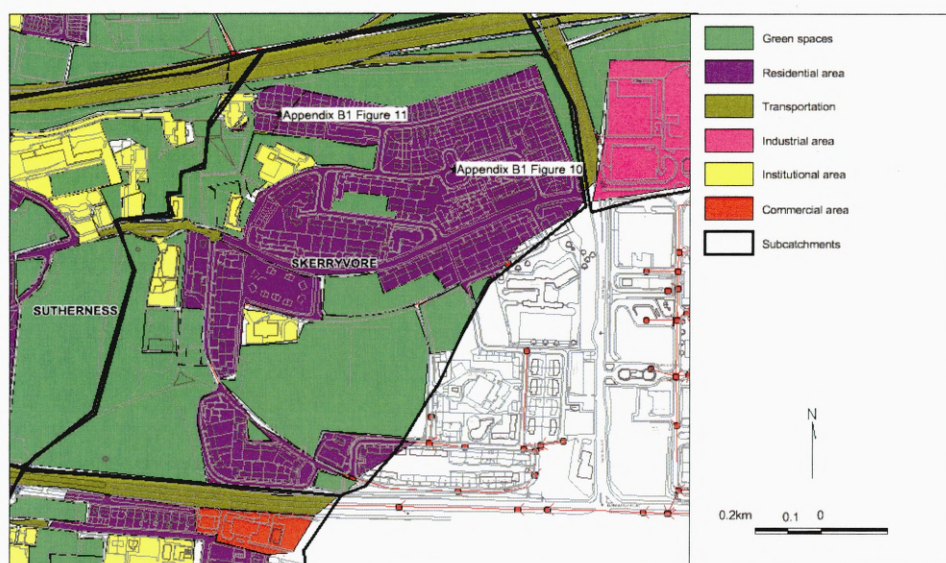 Green spaces
Residential area
Transportation
Industrial area
Institutional area
Commercial area
Subcatchments
Appendix B1 Figure 11
Appendix B1 Figure 10
SKERRYVORE
SUTHERNESS
N
0.2km 0.1 0